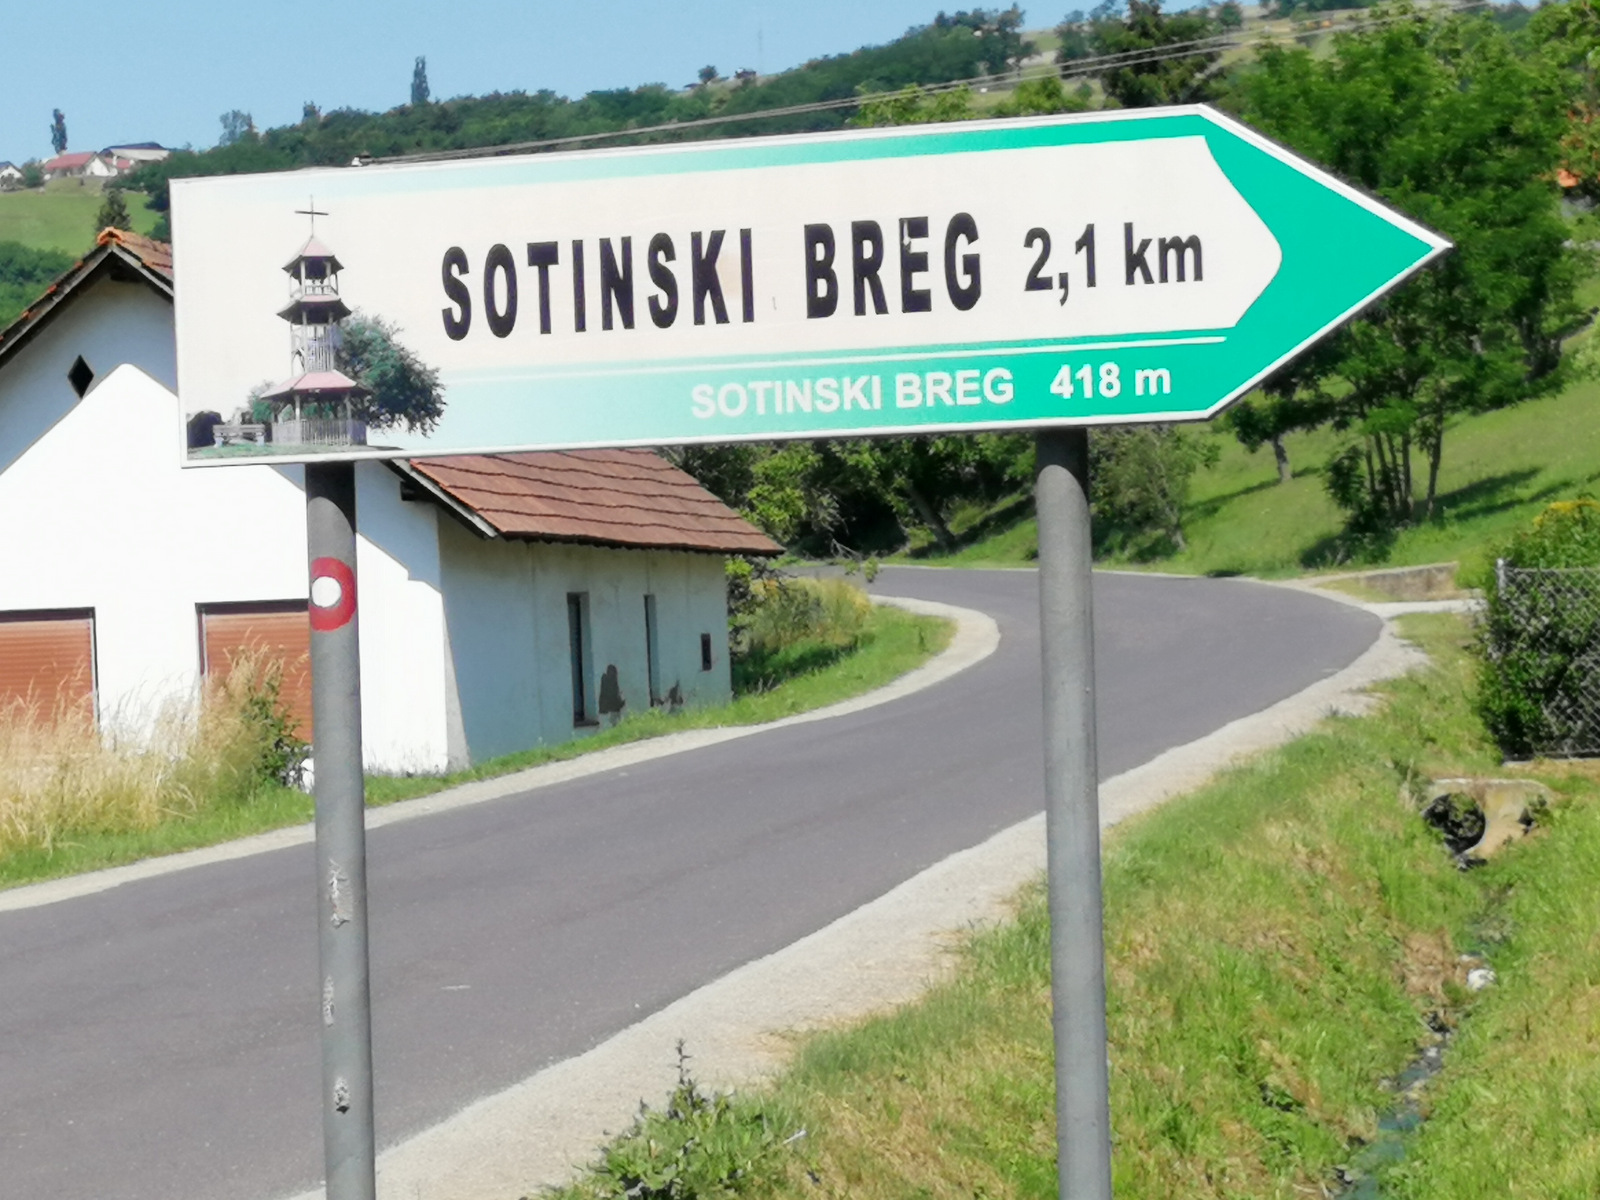 SOTINSKI BREG 2,1 km
SOTINSKI BREG 418 m